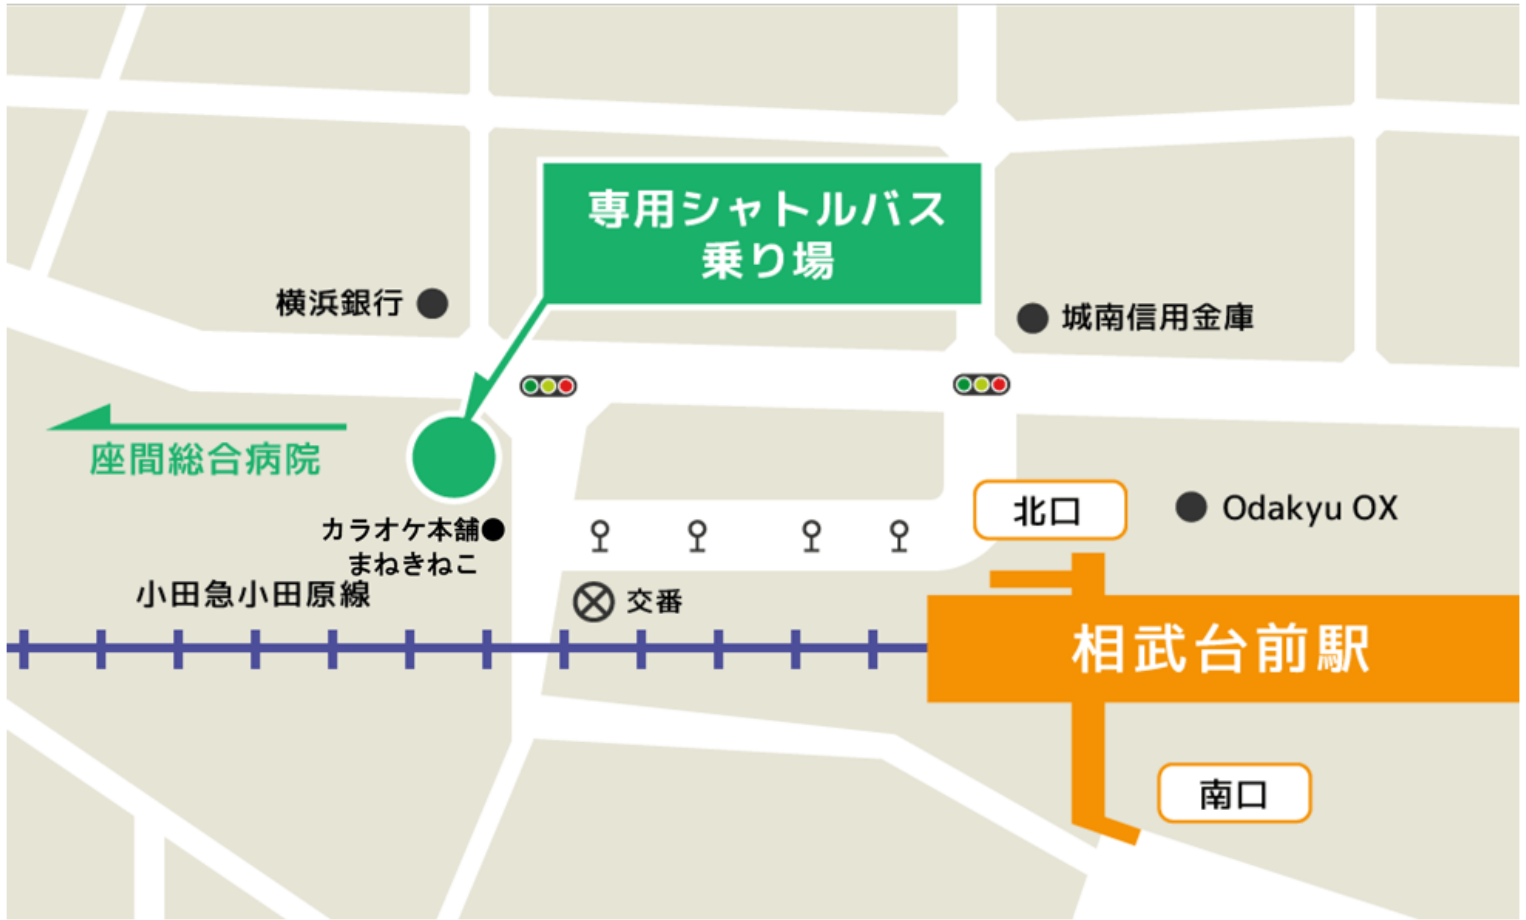 専用シャトルバス
乗り場
横浜銀行
城南信用金庫
座間総合病院
カラオケ本舗
まねきねこ
小田急小田原線
交番
北口
Odakyu OX
相武台前駅
南口